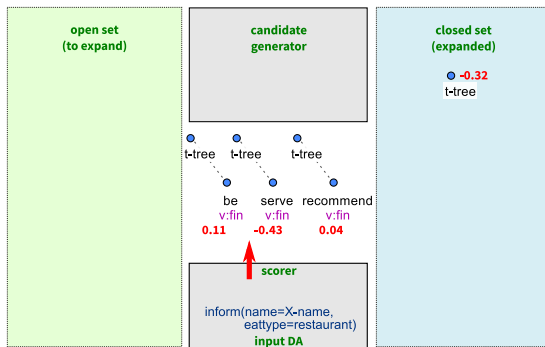 open set
(to expand)
candidate
generator
closed set
(expanded)
-0.32
t-tree
t-tree t-tree t-tree
be serve recommend
v:fin v:fin v:fin
0.11 -0.43 0.04
scorer
inform(name=X-name,
eattype=restaurant)
input DA